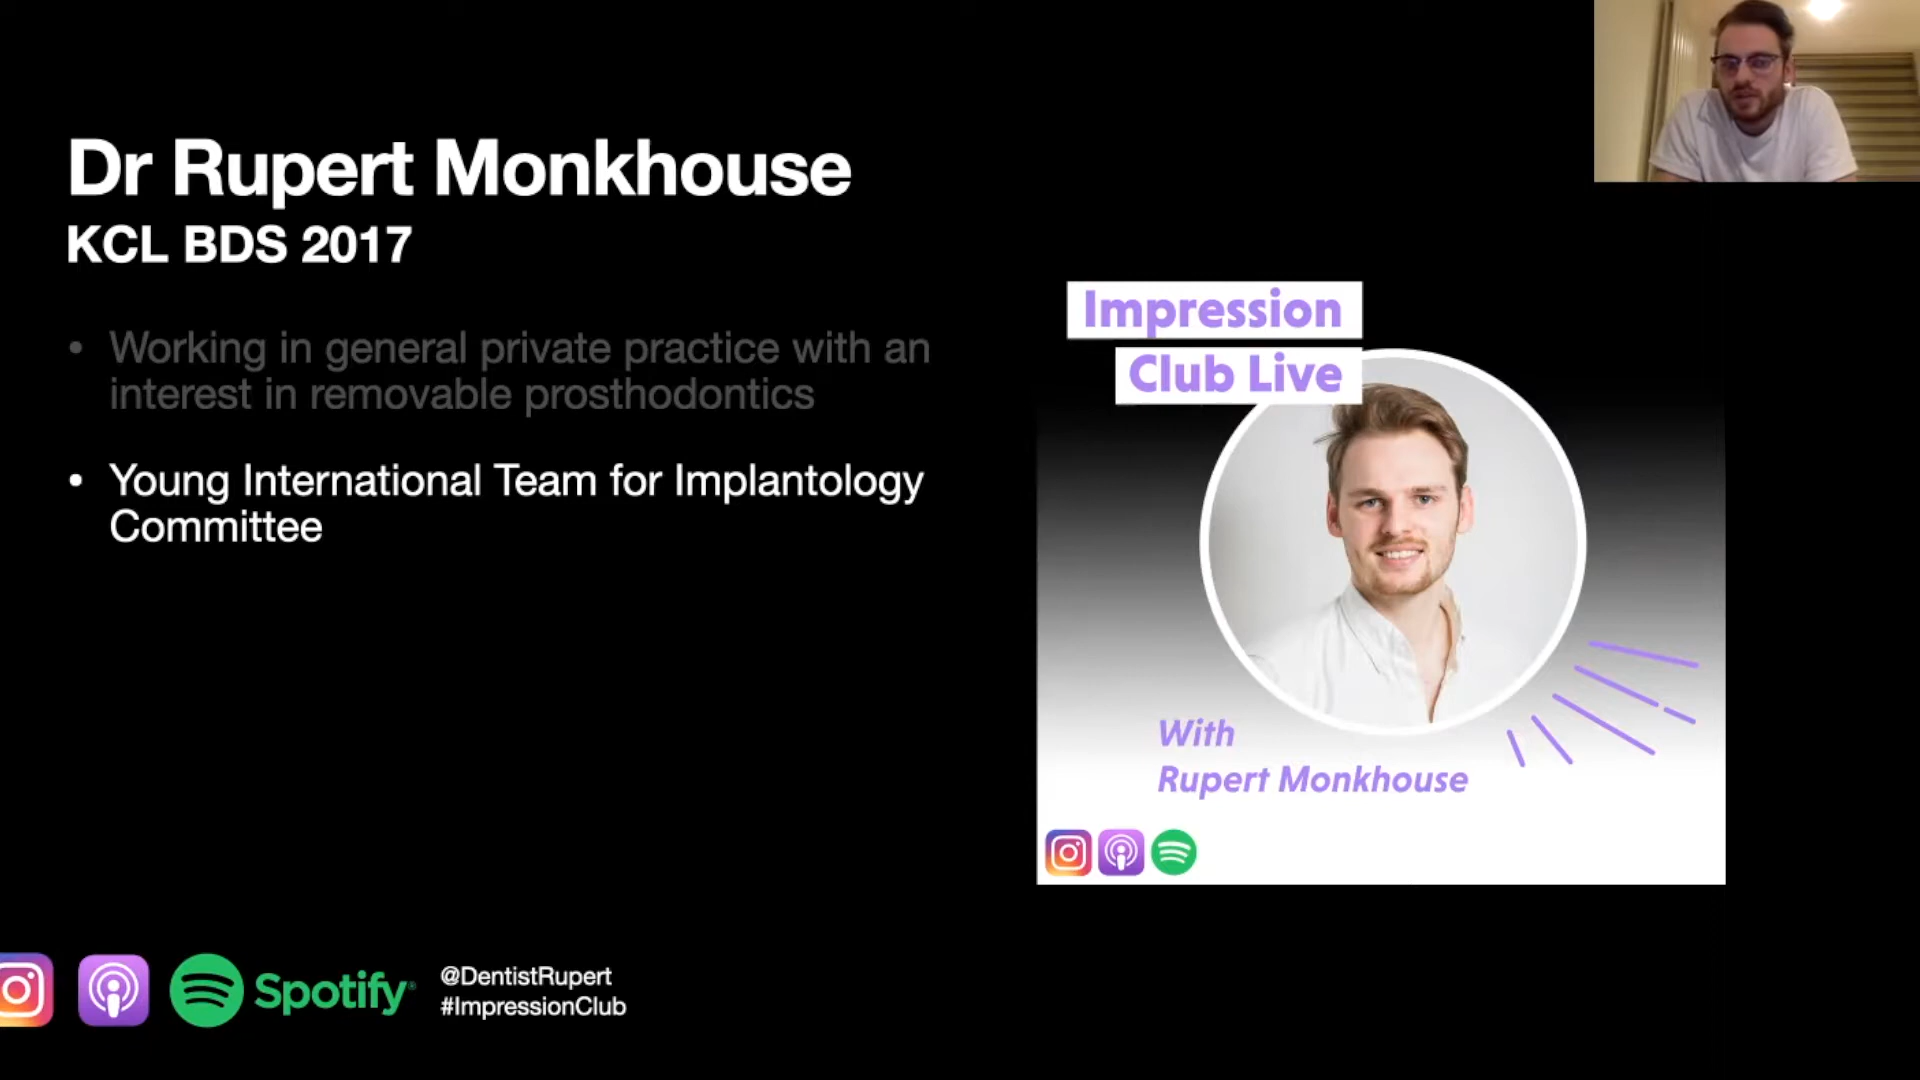 Dr Rupert Monkhouse
KCL BDS 2017
• Working in general private practice with an
interest in removable prosthodontics
• Young International Team for Implantology
Committee
Impression
Club Live
With
Rupert Monkhouse
Spotify®
@DentistRupert
#ImpressionClub